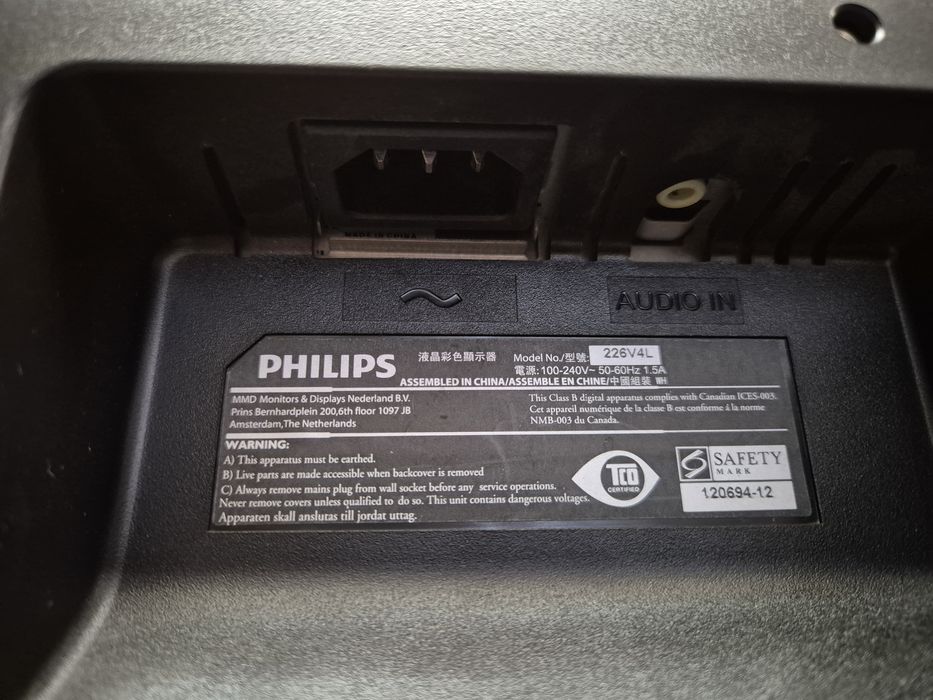 MADE IN CHINA
AUDIO IN
PHILIPS 液晶彩色顯示器 Model No./型號: 226V4L
電源: 100-240V~ 50-60Hz 1.5A
ASSEMBLED IN CHINA/ASSEMBLE EN CHINE/中國組裝 WH
MMD Monitors & Displays Nederland B.V.
Prins Bernhardplein 200,6th floor 1097 JB
Amsterdam,The Netherlands
This Class B digital apparatus complies with Canadian ICES-003.
Cet appareil numérique de la classe B est conforme á la norme
NMB-003 du Canada.
WARNING:
A) This apparatus must be earthed.
B) Live parts are made accessible when backcover is removed
C) Always remove mains plug from wall socket before any service operations.
Never remove covers unless qualified to do so. This unit contains dangerous voltages.
Apparaten skall anslutas till jordat uttag.
TCO
CERTIFIED
S SAFETY
MARK
120694-12